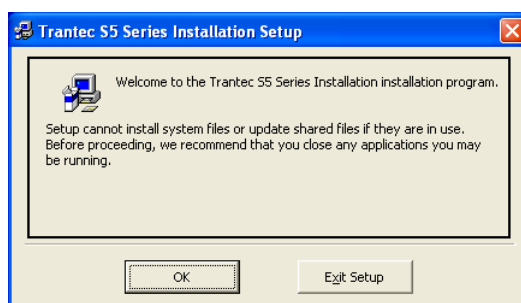 Trantec S5 Series Installation Setup
Welcome to the Trantec S5 Series Installation installation program.
Setup cannot install system files or update shared files if they are in use.
Before proceeding, we recommend that you close any applications you may
be running.
OK
Exit Setup